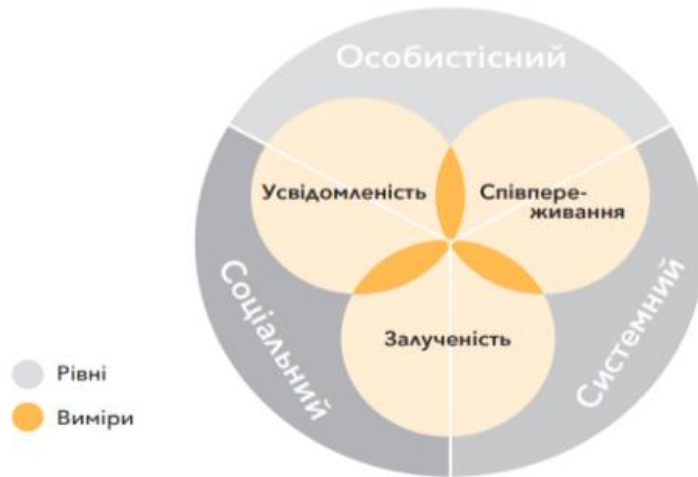 Особистісний
Усвідомленість
Співпере-
живання
Соціальний
Системний
Залученість
Рівні
Виміри